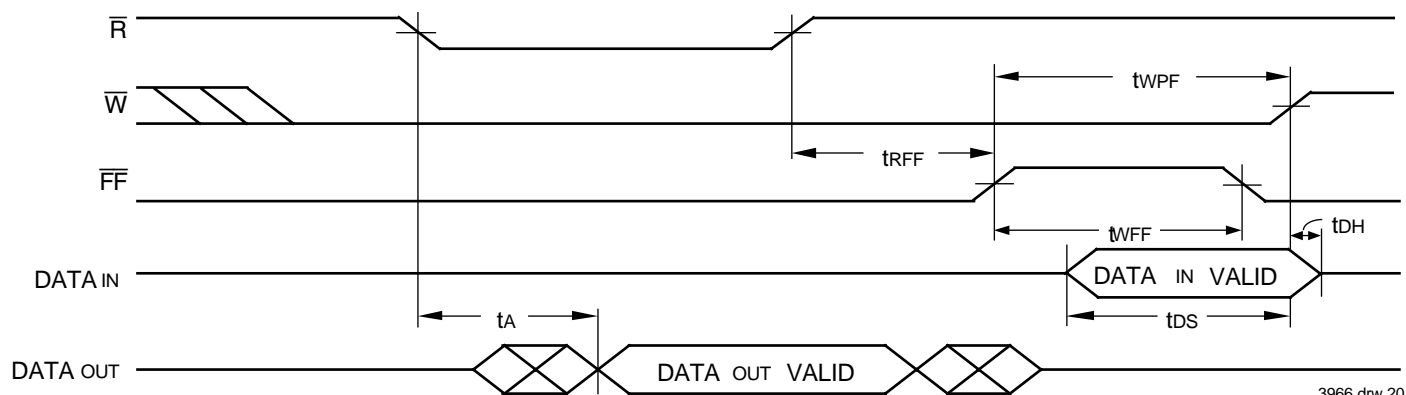 R̅
W̅
tWPF
tRFF
F̅F̅
tWFF
tDH
DATA IN
DATA IN VALID
tDS
tA
DATA OUT
DATA OUT VALID
3966 drw 20